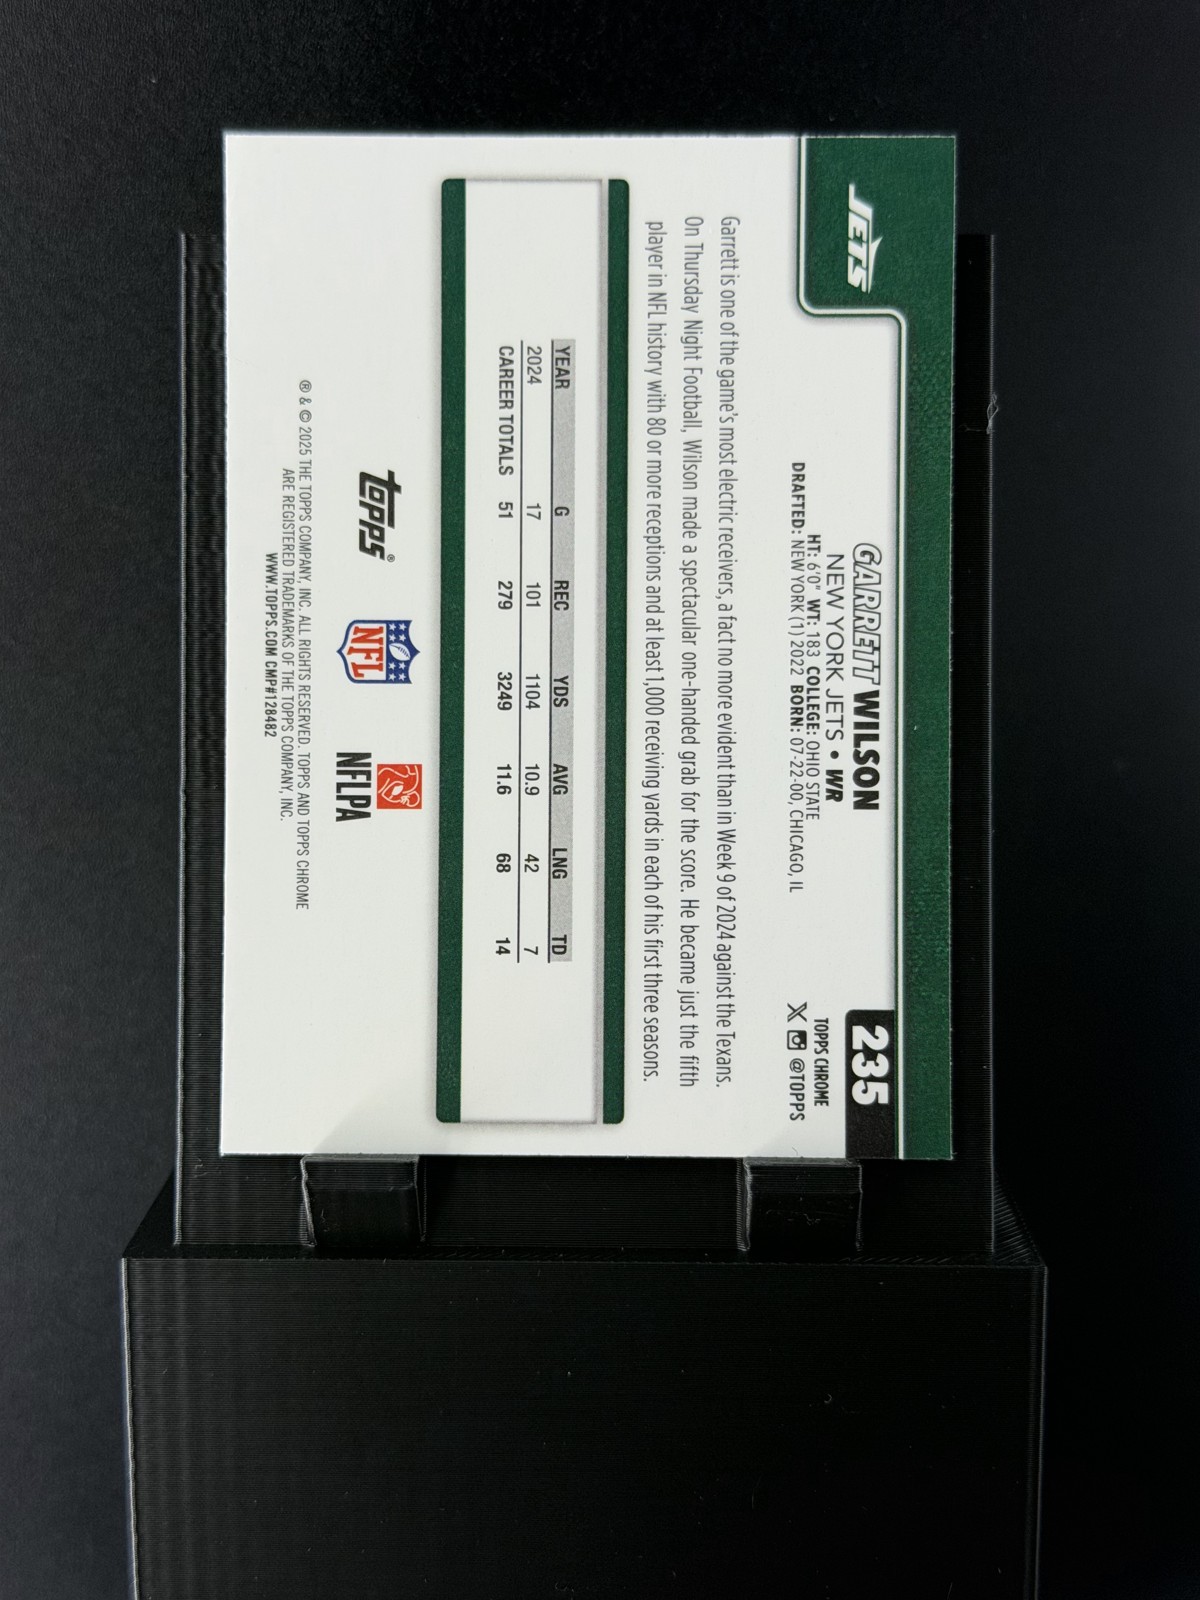 JETS
235
GARRETT WILSON
NEW YORK JETS • WR
HT: 6'0" WT: 183 COLLEGE: OHIO STATE
DRAFTED: NEW YORK (1) 2022 BORN: 07-22-00, CHICAGO, IL
TOPPS CHROME
X @TOPPS
Garrett is one of the game's most electric receivers, a fact no more evident than in Week 9 of 2024 against the Texans.
On Thursday Night Football, Wilson made a spectacular one-handed grab for the score. He became just the fifth
player in NFL history with 80 or more receptions and at least 1,000 receiving yards in each of his first three seasons.
YEAR G REC YDS AVG LNG TD
2024 17 101 1104 10.9 42 7
CAREER TOTALS 51 279 3249 11.6 68 14
topps®
NFL
NFLPA
® & © 2025 THE TOPPS COMPANY, INC. ALL RIGHTS RESERVED. TOPPS AND TOPPS CHROME
ARE REGISTERED TRADEMARKS OF THE TOPPS COMPANY, INC.
WWW.TOPPS.COM CMP#128482